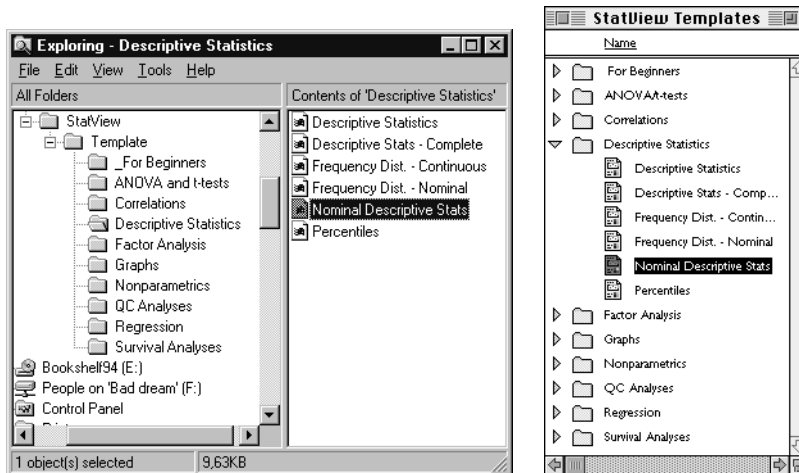 Exploring - Descriptive Statistics
File Edit View Tools Help
All Folders
Contents of 'Descriptive Statistics'
StatView
Template
_For Beginners
ANOVA and t-tests
Correlations
Descriptive Statistics
Factor Analysis
Graphs
Nonparametrics
QC Analyses
Regression
Survival Analyses
Bookshelf94 (E:)
People on 'Bad dream' (F:)
Control Panel
Descriptive Statistics
Descriptive Stats - Complete
Frequency Dist. - Continuous
Frequency Dist. - Nominal
Nominal Descriptive Stats
Percentiles
1 object(s) selected
9,63KB
StatView Templates
Name
For Beginners
ANOVA/t-tests
Correlations
Descriptive Statistics
Descriptive Statistics
Descriptive Stats - Comp...
Frequency Dist. - Contin...
Frequency Dist. - Nominal
Nominal Descriptive Stats
Percentiles
Factor Analysis
Graphs
Nonparametrics
QC Analyses
Regression
Survival Analyses